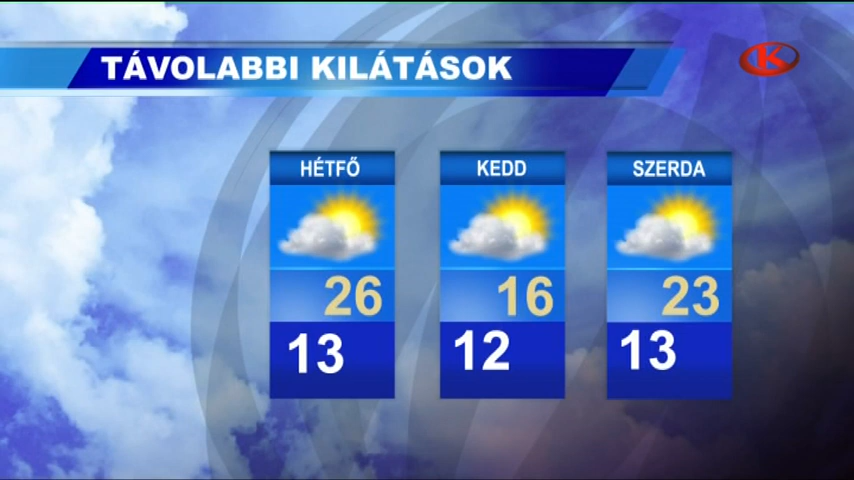 TÁVOLABBI KILÁTÁSOK
K
HÉTFŐ
KEDD
SZERDA
26
16
23
13
12
13